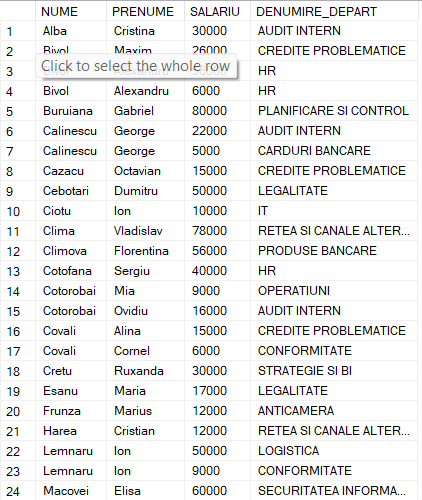 NUME PRENUME SALARIU DENUMIRE_DEPART
1 Alba Cristina 30000 AUDIT INTERN
2 Bivol Maxim 26000 CREDITE PROBLEMATICE
Click to select the whole row
3 HR
4 Bivol Alexandru 6000 HR
5 Buruiana Gabriel 80000 PLANIFICARE SI CONTROL
6 Calinescu George 22000 AUDIT INTERN
7 Calinescu George 5000 CARDURI BANCARE
8 Cazacu Octavian 15000 CREDITE PROBLEMATICE
9 Cebotari Dumitru 50000 LEGALITATE
10 Ciotu Ion 10000 IT
11 Clima Vladislav 78000 RETEA SI CANALE ALTER...
12 Climova Florentina 56000 PRODUSE BANCARE
13 Cotofana Sergiu 40000 HR
14 Cotorobai Mia 9000 OPERATIUNI
15 Cotorobai Ovidiu 16000 AUDIT INTERN
16 Covali Alina 15000 CREDITE PROBLEMATICE
17 Covali Cornel 6000 CONFORMITATE
18 Cretu Ruxanda 30000 STRATEGIE SI BI
19 Esanu Maria 17000 LEGALITATE
20 Frunza Marius 12000 ANTICAMERA
21 Harea Cristian 12000 RETEA SI CANALE ALTER...
22 Lemnaru Ion 50000 LOGISTICA
23 Lemnaru Ion 9000 CONFORMITATE
24 Macovei Elisa 60000 SECURITATEA INFORMA...